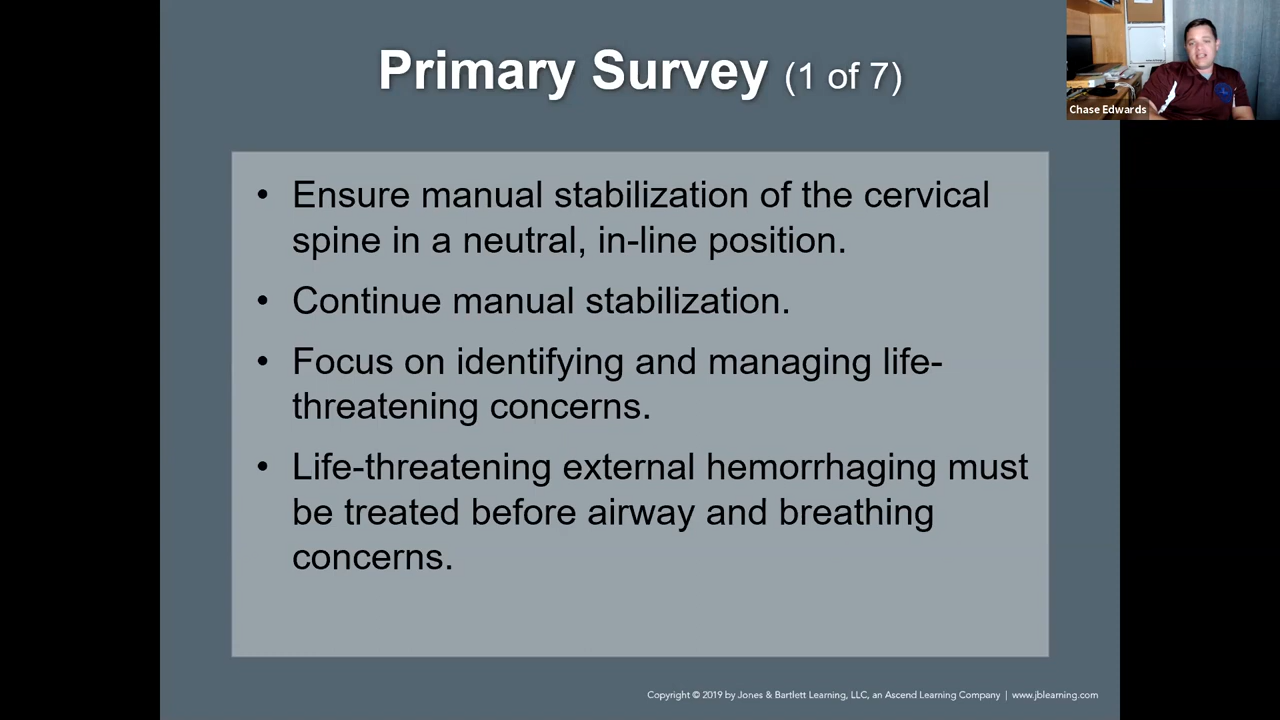 Primary Survey (1 of 7)
Chase Edwards
• Ensure manual stabilization of the cervical
spine in a neutral, in-line position.
• Continue manual stabilization.
• Focus on identifying and managing life-
threatening concerns.
• Life-threatening external hemorrhaging must
be treated before airway and breathing
concerns.
Copyright © 2019 by Jones & Bartlett Learning, LLC, an Ascend Learning Company | www.jblearning.com